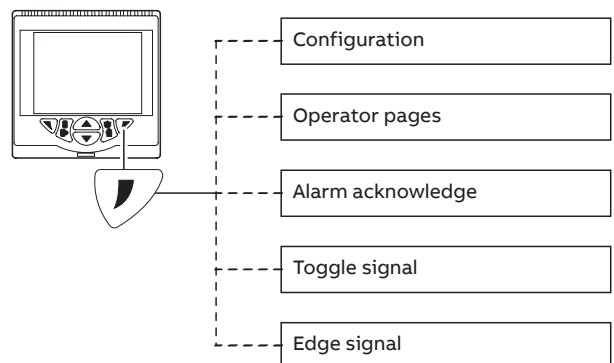 Configuration
Operator pages
Alarm acknowledge
Toggle signal
Edge signal